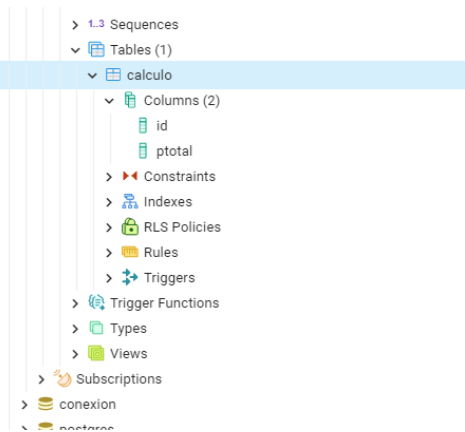 1..3 Sequences
Tables (1)
calculo
Columns (2)
id
ptotal
Constraints
Indexes
RLS Policies
Rules
Triggers
Trigger Functions
Types
Views
Subscriptions
conexion
postgres